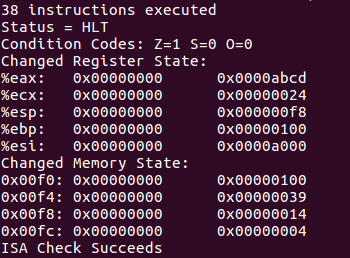 38 instructions executed
Status = HLT
Condition Codes: Z=1 S=0 O=0
Changed Register State:
%eax: 0x00000000 0x0000abcd
%ecx: 0x00000000 0x00000024
%esp: 0x00000000 0x000000f8
%ebp: 0x00000000 0x00000100
%esi: 0x00000000 0x0000a000
Changed Memory State:
0x00f0: 0x00000000 0x00000100
0x00f4: 0x00000000 0x00000039
0x00f8: 0x00000000 0x00000014
0x00fc: 0x00000000 0x00000004
ISA Check Succeeds